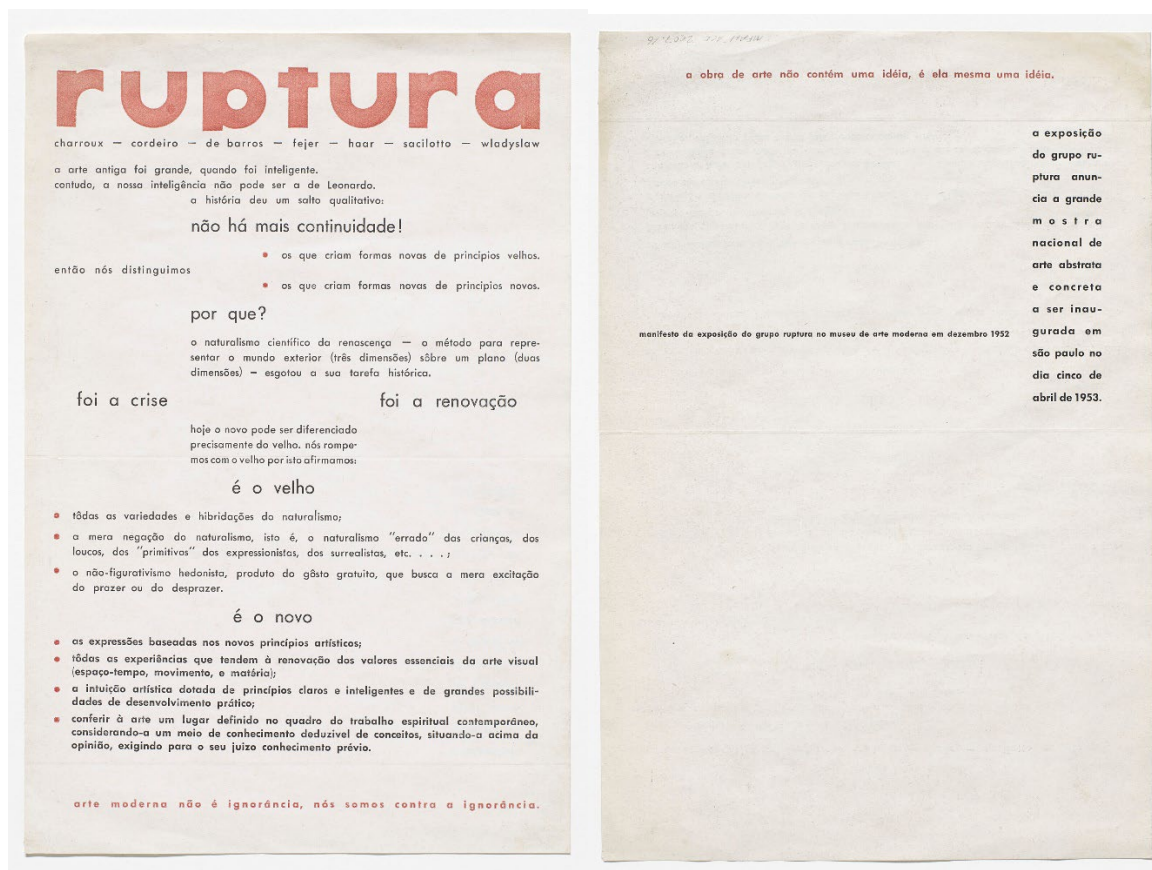 ruptura
charroux — cordeiro — de barros — fejer — haar — sacilotto — wladyslaw
a arte antiga foi grande, quando foi inteligente.
contudo, a nossa inteligência não pode ser a de Leonardo.
a história deu um salto qualitativo:
não há mais continuidade!
• os que criam formas novas de princípios velhos.
então nós distinguimos
• os que criam formas novas de princípios novos.
por que?
o naturalismo científico da renascença — o método para repre-
sentar o mundo exterior (três dimensões) sôbre um plano (duas
dimensões) — esgotou a sua tarefa histórica.
foi a crise foi a renovação
hoje o novo pode ser diferenciado
precisamente do velho. nós rompe-
mos com o velho por isto afirmamos:
é o velho
• tôdas as variedades e hibridações do naturalismo;
• a mera negação do naturalismo, isto é, o naturalismo "errado" das crianças, dos
loucos, dos "primitivos" dos expressionistas, dos surrealistas, etc. . . . ;
• o não-figurativismo hedonista, produto do gôsto gratuito, que busca a mera excitação
do prazer ou do desprazer.
é o novo
• as expressões baseadas nos novos princípios artísticos;
• tôdas as experiências que tendem à renovação dos valores essenciais da arte visual
(espaço-tempo, movimento, e matéria);
• a intuição artística dotada de princípios claros e inteligentes e de grandes possibili-
dades de desenvolvimento prático;
• conferir à arte um lugar definido no quadro do trabalho espiritual contemporâneo,
considerando-a um meio de conhecimento deduzivel de conceitos, situando-a acima da
opinião, exigindo para o seu juízo conhecimento prévio.
arte moderna não é ignorância, nós somos contra a ignorância.
a obra de arte não contém uma idéia, é ela mesma uma idéia.
a exposição
do grupo ru-
ptura anun-
cia a grande
mostra
nacional de
arte abstrata
e concreta
a ser inau-
gurada em
são paulo no
dia cinco de
abril de 1953.
manifesto da exposição do grupo ruptura no museu de arte moderna em dezembro 1952